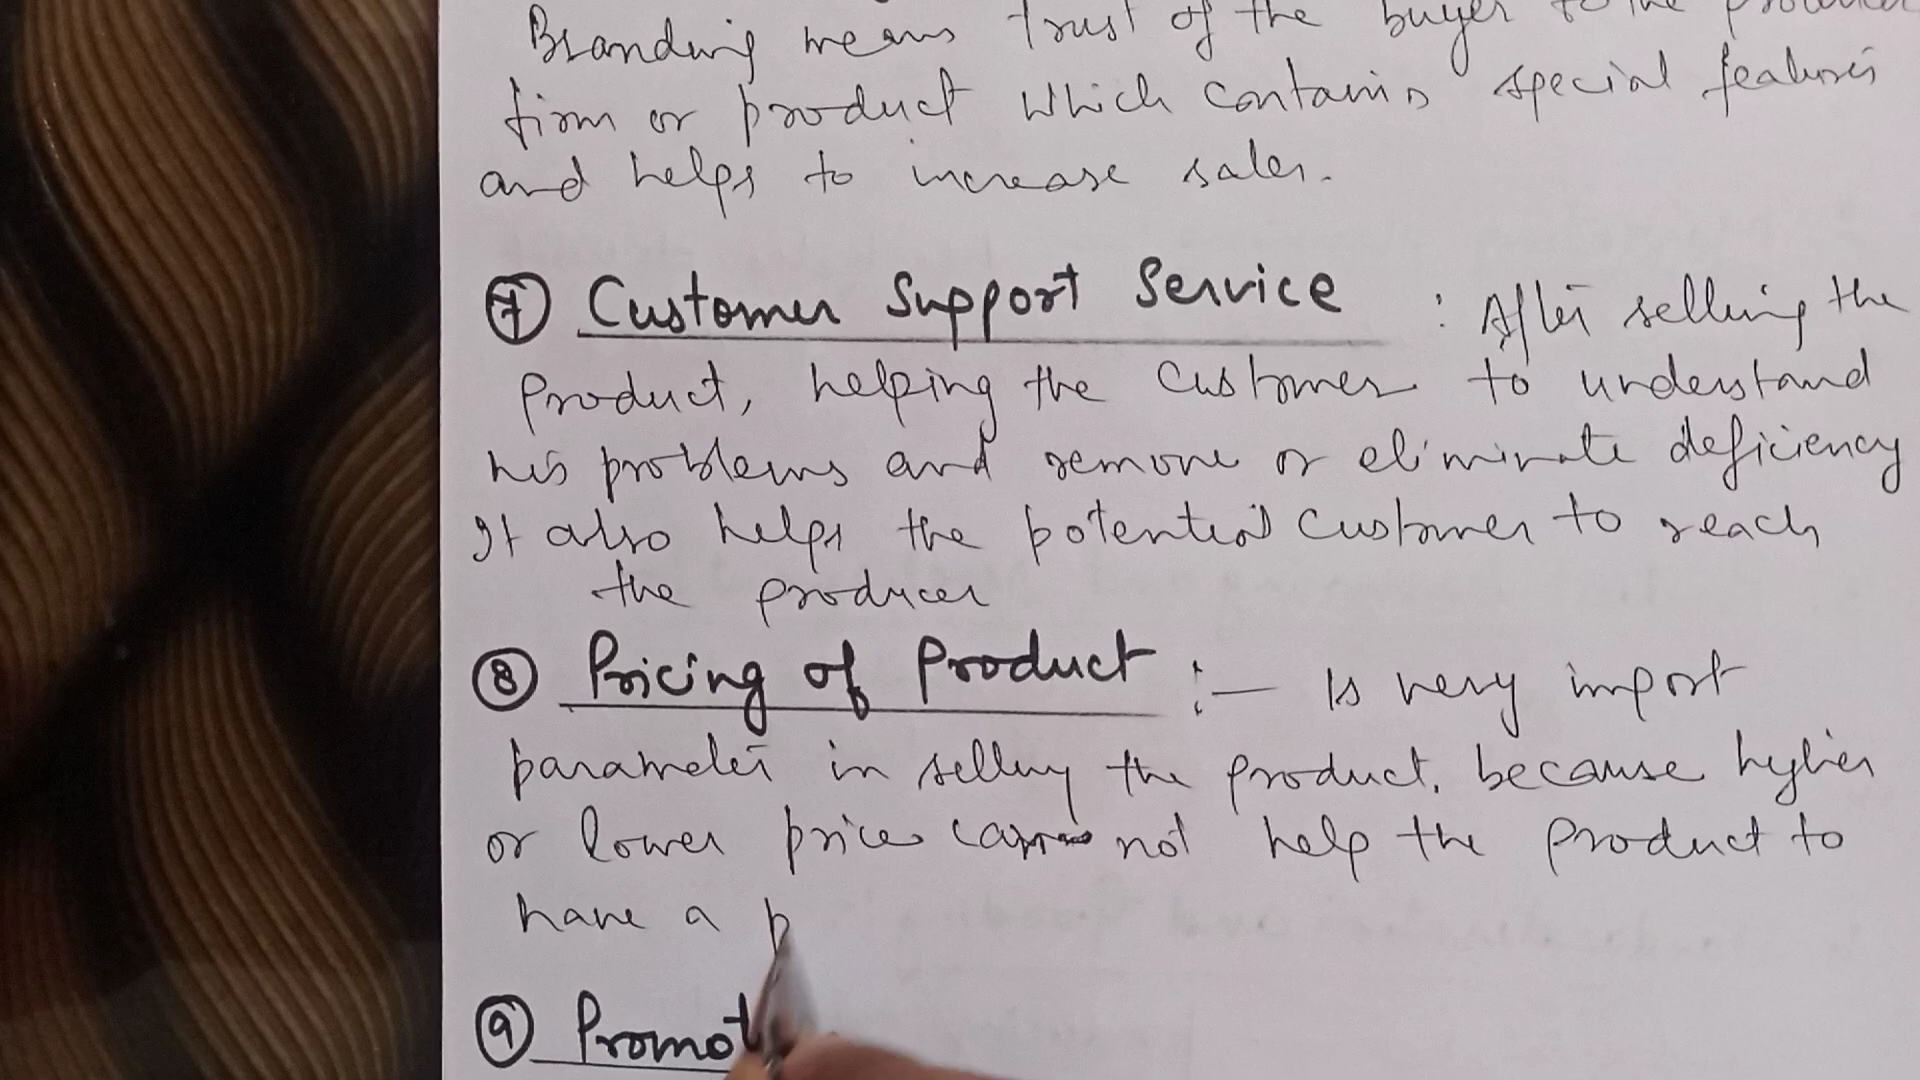 Branding means trust of the buyer to the
firm or product which contains special features
and helps to increase sales.
⑦ Customer Support Service : After selling the
Product, helping the Customer to understand
his problems and remove or eliminate deficiency
It also helps the potential Customer to reach
the producer
⑧ Pricing of Product :— Is very import
parameter in selling the product. because higher
or lower price can not help the Product to
have a p
⑨ Promot